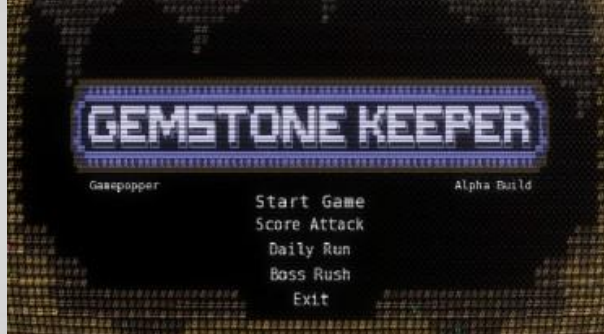 GEMSTONE KEEPER
Gamepopper Alpha Build
Start Game
Score Attack
Daily Run
Boss Rush
Exit